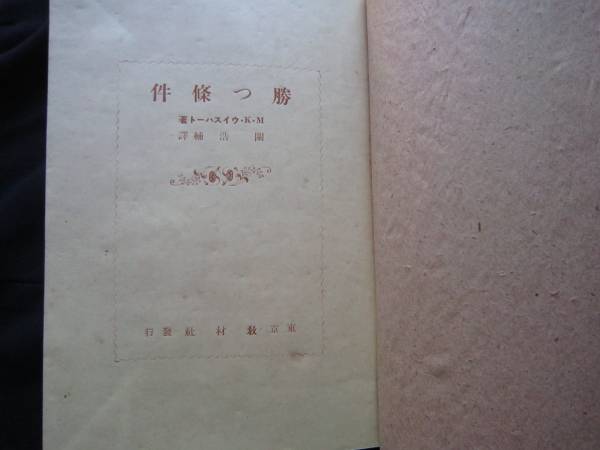 勝つ條件
M・K・ウイスハート著
關浩輔譯
東京教材社發行